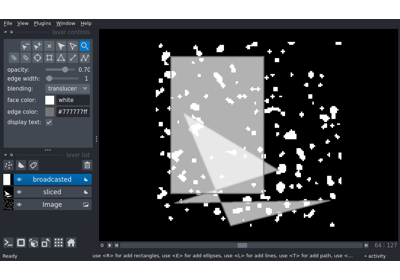 File View Plugins Window Help
layer controls
opacity: 0.70
edge width: 1
blending: translucen
face color: white
edge color: #777777ff
display text:
layer list
broadcasted
sliced
Image
64 127
Ready use <R> for add rectangles, use <E> for add ellipses, use <L> for add lines, use <T> for add path, use <... activity